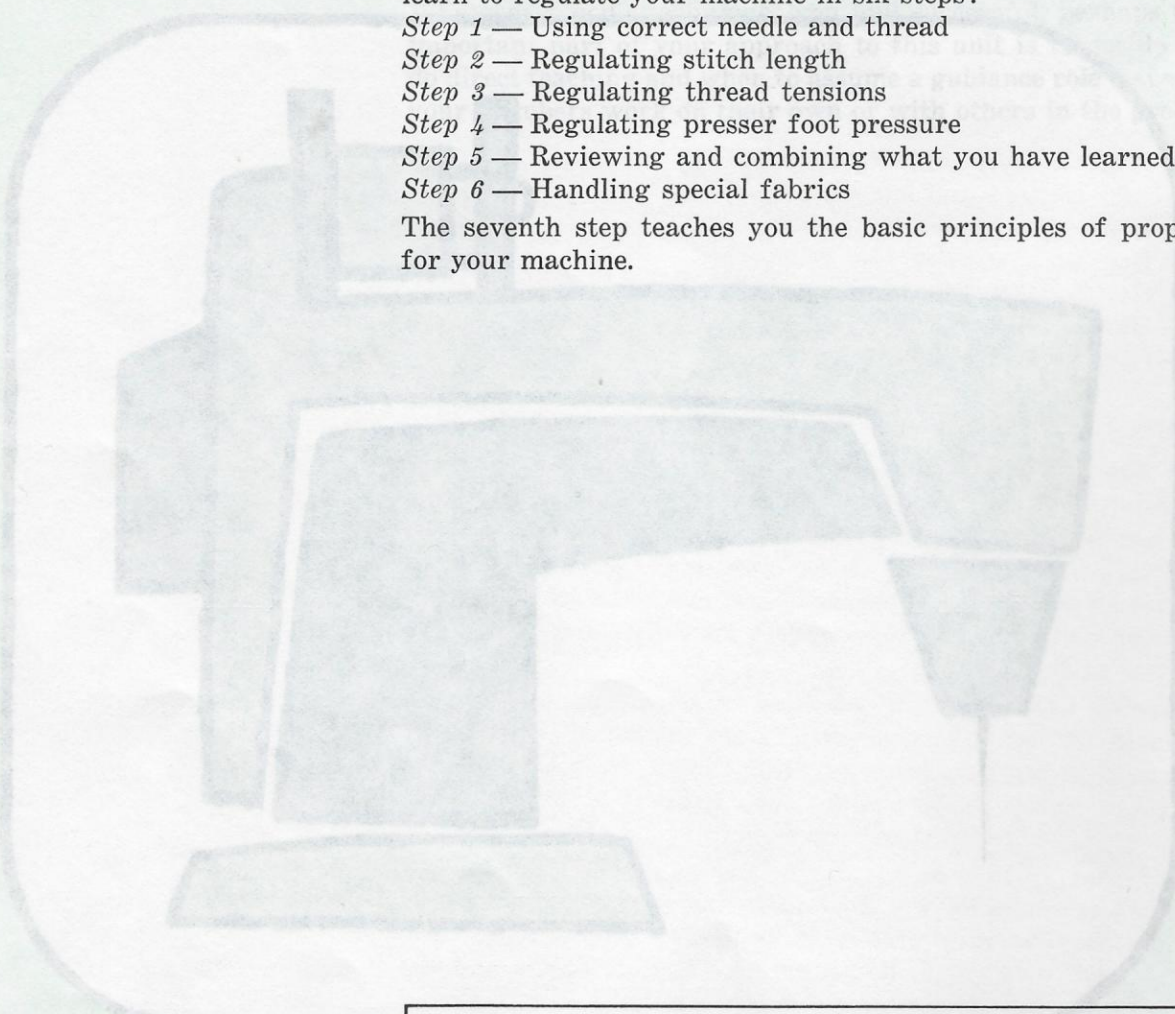 learn to regulate your machine in six steps:
Step 1 — Using correct needle and thread
Step 2 — Regulating stitch length
Step 3 — Regulating thread tensions
Step 4 — Regulating presser foot pressure
Step 5 — Reviewing and combining what you have learned
Step 6 — Handling special fabrics
The seventh step teaches you the basic principles of prop
for your machine.